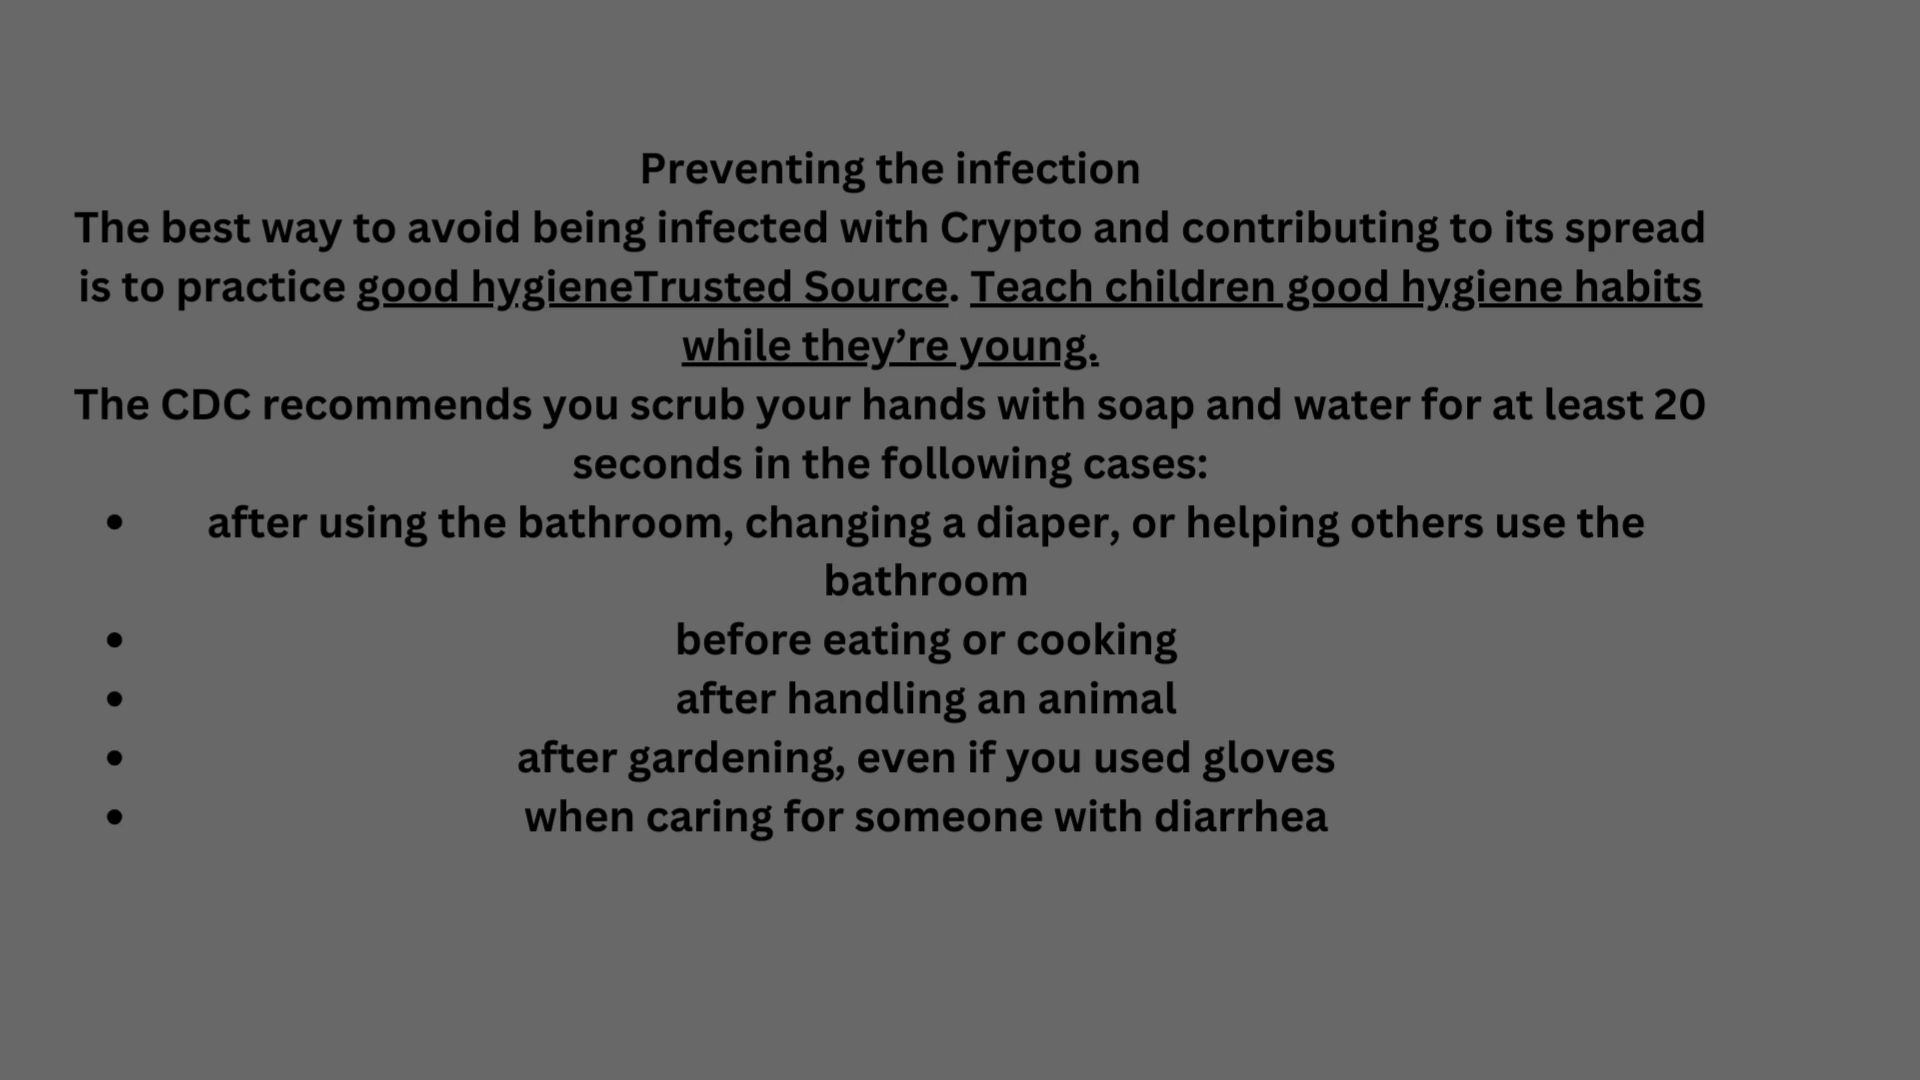 Preventing the infection
The best way to avoid being infected with Crypto and contributing to its spread
is to practice good hygieneTrusted Source. Teach children good hygiene habits
while they’re young.
The CDC recommends you scrub your hands with soap and water for at least 20
seconds in the following cases:
• after using the bathroom, changing a diaper, or helping others use the
bathroom
• before eating or cooking
• after handling an animal
• after gardening, even if you used gloves
• when caring for someone with diarrhea